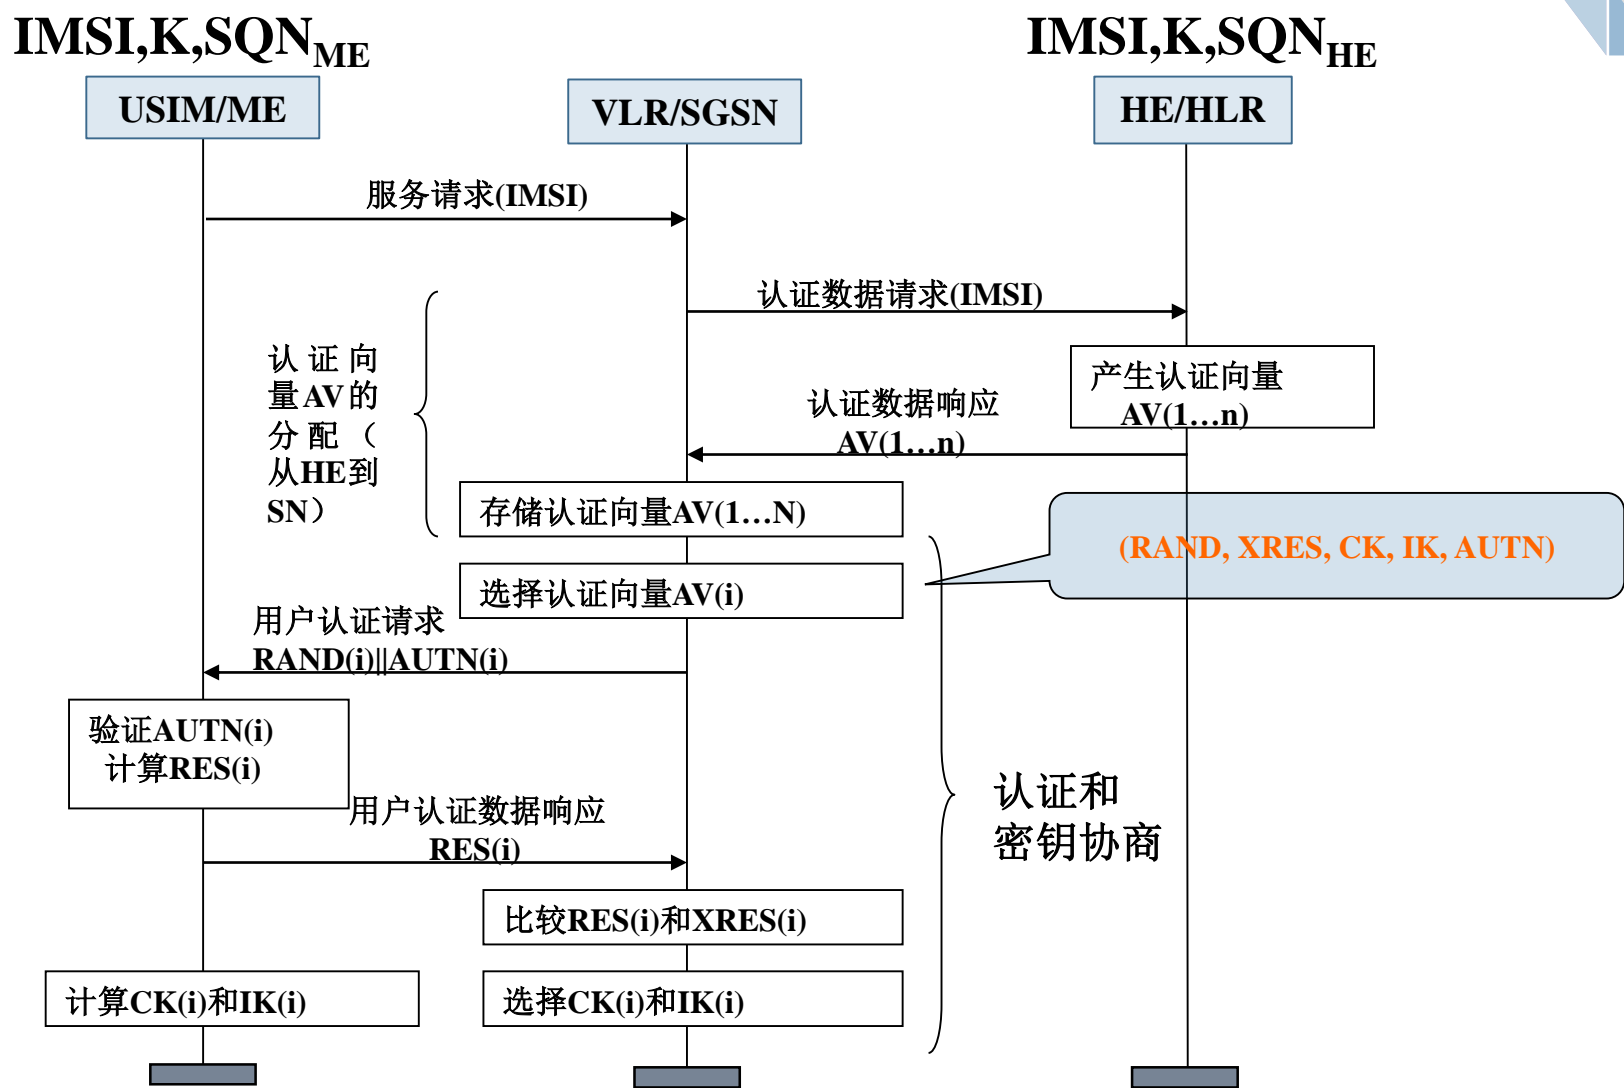 IMSI,K,SQNME
IMSI,K,SQNHE
USIM/ME
VLR/SGSN
HE/HLR
服务请求(IMSI)
认证数据请求(IMSI)
认证向
量AV的
分配（
从HE到
SN）
产生认证向量
AV(1…n)
认证数据响应
AV(1…n)
存储认证向量AV(1…N)
(RAND, XRES, CK, IK, AUTN)
选择认证向量AV(i)
用户认证请求
RAND(i)||AUTN(i)
验证AUTN(i)
计算RES(i)
用户认证数据响应
RES(i)
认证和
密钥协商
比较RES(i)和XRES(i)
计算CK(i)和IK(i)
选择CK(i)和IK(i)